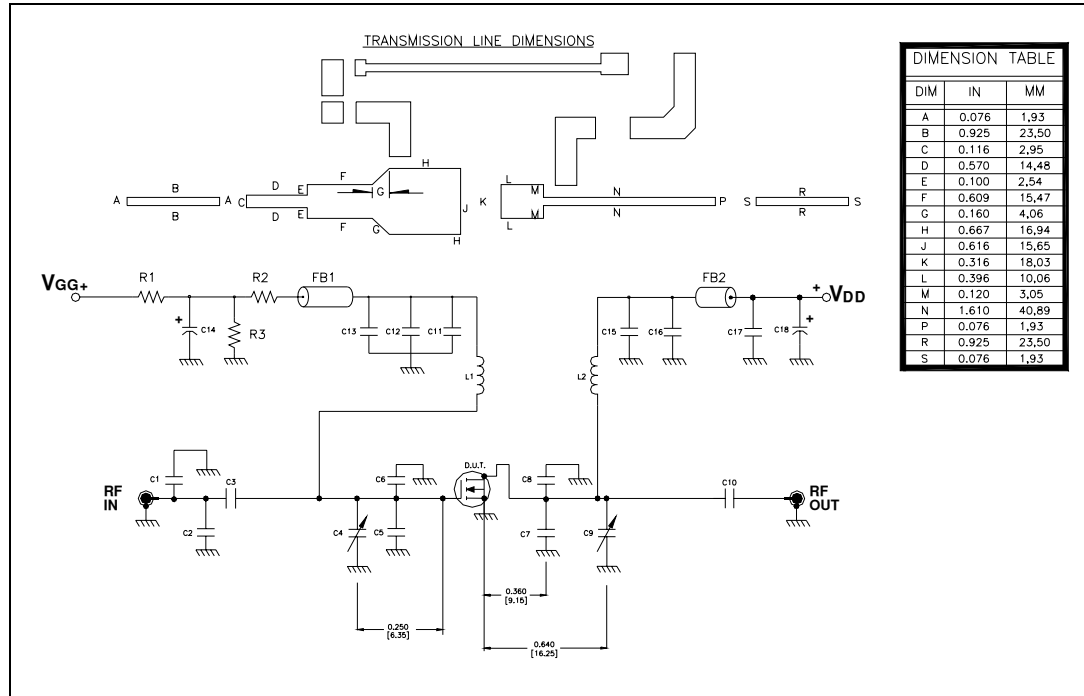 TRANSMISSION LINE DIMENSIONS
DIMENSION TABLE
DIM IN MM
A 0.076 1,93
B 0.925 23,50
C 0.116 2,95
D 0.570 14,48
E 0.100 2,54
F 0.609 15,47
G 0.160 4,06
H 0.667 16,94
J 0.616 15,65
K 0.316 18,03
L 0.396 10,06
M 0.120 3,05
N 1.610 40,89
P 0.076 1,93
R 0.925 23,50
S 0.076 1,93
H
F
G
D E
B
A A C
B
D E
F G
H
J
K
L
M
M
L
N
N
P
R
S S
R
VGG+
R1
R2
FB1
C14
R3
C13
C12
C11
L1
FB2
+
VDD
C15
C16
C17
+
C18
L2
+
D.U.T.
RF
IN
C1
C3
C2
C6
C4
C5
C8
C7
C9
C10
RF
OUT
0.360
[9.15]
0.250
[6.35]
0.640
[16.25]